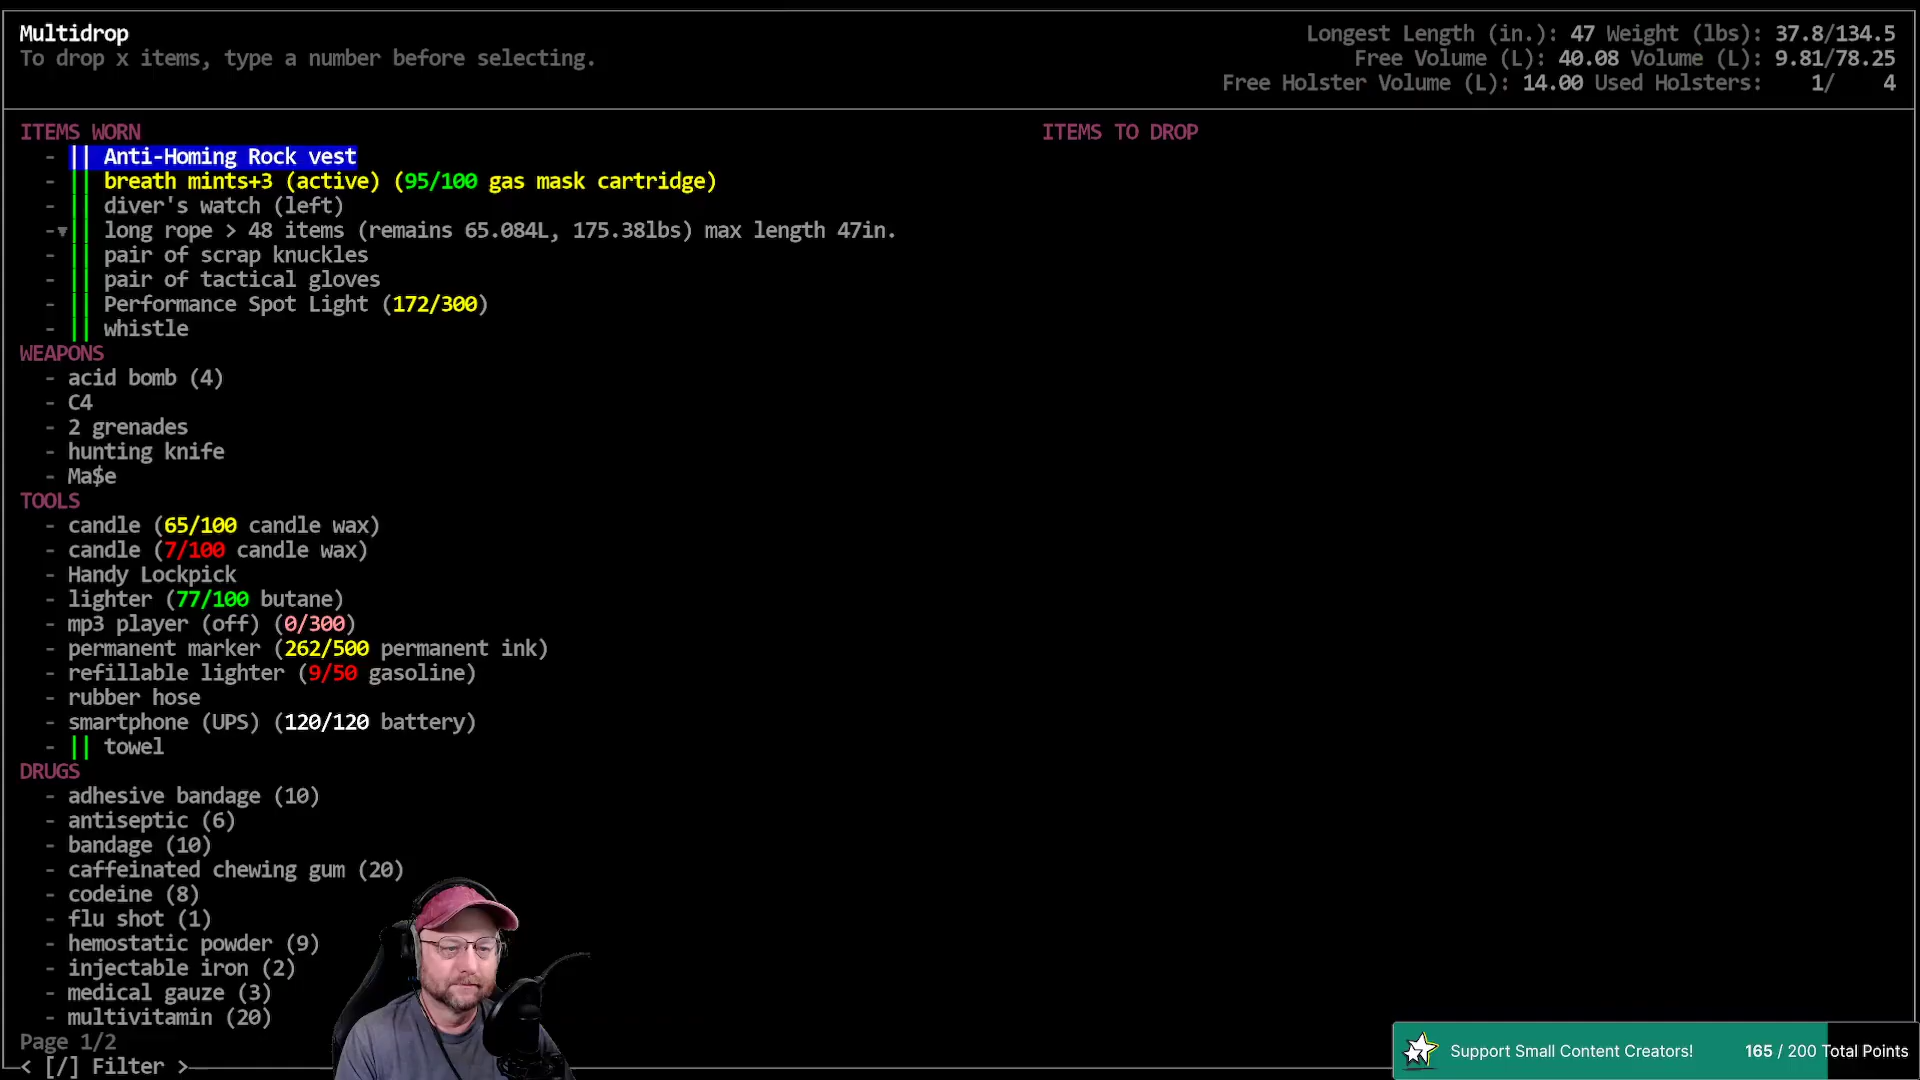 Multidrop
To drop x items, type a number before selecting.
Longest Length (in.): 47 Weight (lbs): 37.8/134.5
Free Volume (L): 40.08 Volume (L): 9.81/78.25
Free Holster Volume (L): 14.00 Used Holsters: 1/ 4
ITEMS WORN
- || Anti-Homing Rock vest
- || breath mints+3 (active) (95/100 gas mask cartridge)
- || diver's watch (left)
-▼|| long rope > 48 items (remains 65.084L, 175.38lbs) max length 47in.
- || pair of scrap knuckles
- || pair of tactical gloves
- || Performance Spot Light (172/300)
- || whistle
WEAPONS
- acid bomb (4)
- C4
- 2 grenades
- hunting knife
- Ma$e
TOOLS
- candle (65/100 candle wax)
- candle (7/100 candle wax)
- Handy Lockpick
- lighter (77/100 butane)
- mp3 player (off) (0/300)
- permanent marker (262/500 permanent ink)
- refillable lighter (9/50 gasoline)
- rubber hose
- smartphone (UPS) (120/120 battery)
- || towel
DRUGS
- adhesive bandage (10)
- antiseptic (6)
- bandage (10)
- caffeinated chewing gum (20)
- codeine (8)
- flu shot (1)
- hemostatic powder (9)
- injectable iron (2)
- medical gauze (3)
- multivitamin (20)
Page 1/2
< [/] Filter >
ITEMS TO DROP
Support Small Content Creators! 165 / 200 Total Points